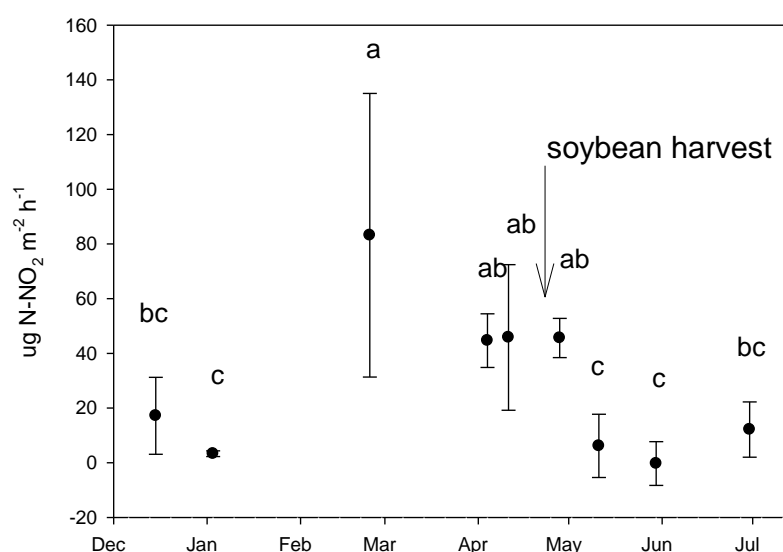 160
140
120
100
80
60
40
20
0
-20
ug N-NO2 m-2 h-1
a
soybean harvest
ab
ab
ab
bc
c
c
c
bc
Dec Jan Feb Mar Apr May Jun Jul